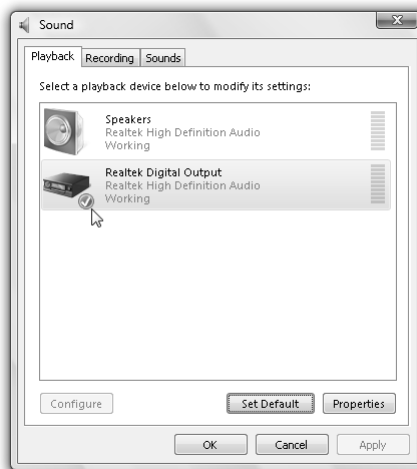 Sound
Playback Recording Sounds
Select a playback device below to modify its settings:
Speakers
Realtek High Definition Audio
Working
Realtek Digital Output
Realtek High Definition Audio
Working
Configure Set Default Properties
OK Cancel Apply